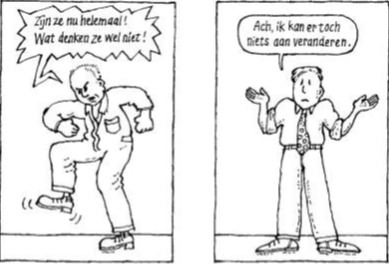 Zijn ze nu helemaal!
Wat denken ze wel niet!
Ach, ik kan er toch
niets aan veranderen.